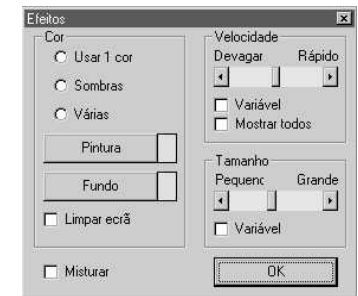 Efeitos
Cor
Usar 1 cor
Sombras
Várias
Pintura
Fundo
Limpar ecrã
Misturar
Velocidade
Devagar Rápido
Variável
Mostrar todos
Tamanho
Pequenc Grande
Variável
OK